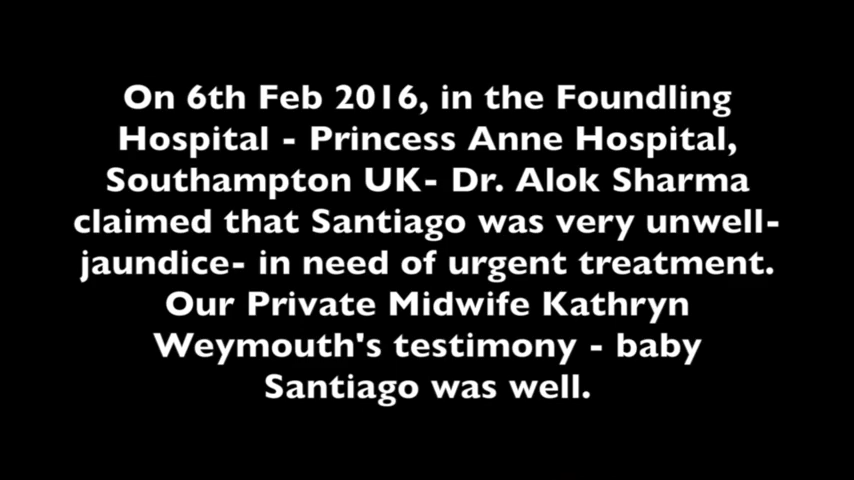 On 6th Feb 2016, in the Foundling
Hospital - Princess Anne Hospital,
Southampton UK- Dr. Alok Sharma
claimed that Santiago was very unwell-
jaundice- in need of urgent treatment.
Our Private Midwife Kathryn
Weymouth's testimony - baby
Santiago was well.